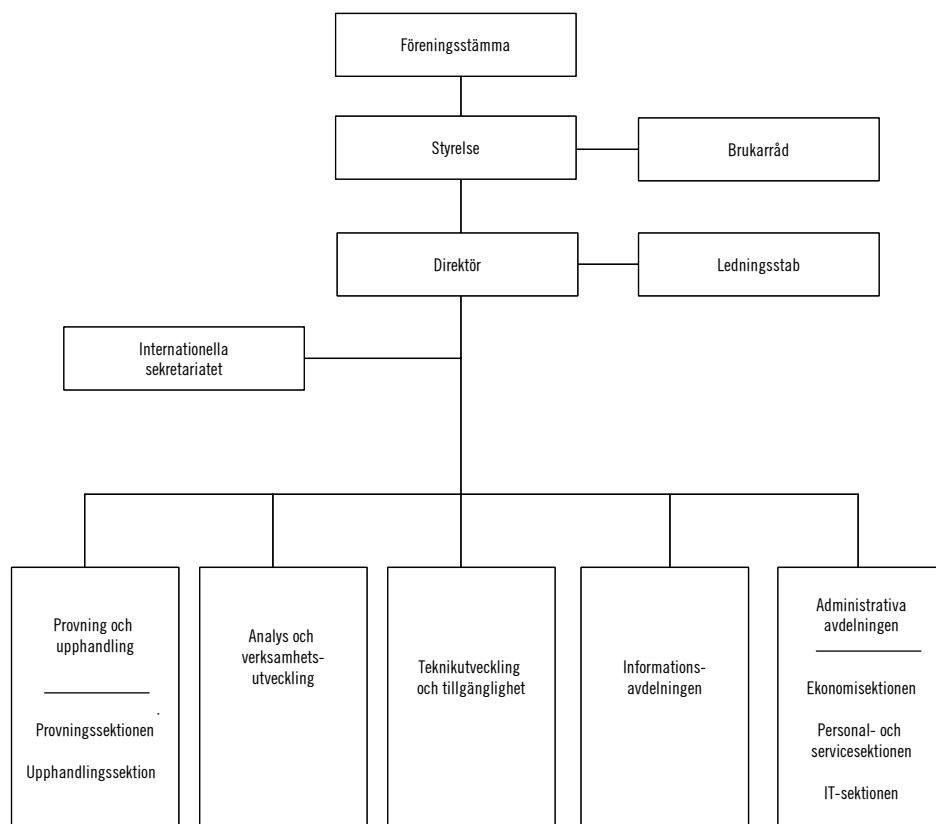 Föreningsstämma
Styrelse
Brukarråd
Direktör
Ledningsstab
Internationella
sekretariatet
Provning och
upphandling
Provningssektionen
Upphandlingssektion
Analys och
verksamhets-
utveckling
Teknikutveckling
och tillgänglighet
Informations-
avdelningen
Administrativa
avdelningen
Ekonomisektionen
Personal- och
servicesektionen
IT-sektionen